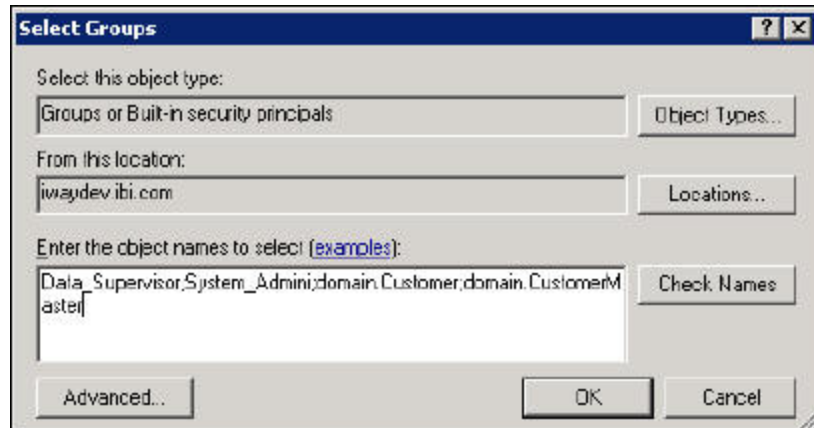 Select Groups
Select this object type:
Groups or Built-in security principals
Object Types...
From this location:
iwaydev.ibi.com
Locations...
Enter the object names to select (examples):
Data_Supervisor;System_Admini;domain.Customer;domain.CustomerM
aster
Check Names
Advanced...
OK
Cancel